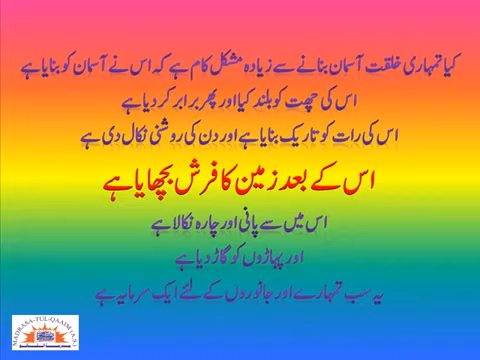 کیا تمہاری خلقت آسمان بنانے سے زیادہ مشکل کام ہے کہ اس نے آسمان کو بنایا ہے
اس کی چھت کو بلند کیا اور پھر برابر کر دیا ہے
اس کی رات کو تاریک بنایا ہے اور دن کی روشنی نکال دی ہے
اس کے بعد زمین کا فرش بچھایا ہے
اس میں سے پانی اور چارہ نکالا ہے
اور پہاڑوں کو گاڑ دیا ہے
یہ سب تمہارے اور جانوروں کے لئے ایک سرمایہ ہے
MADRASA-TUL-QAAIM (A.S.)